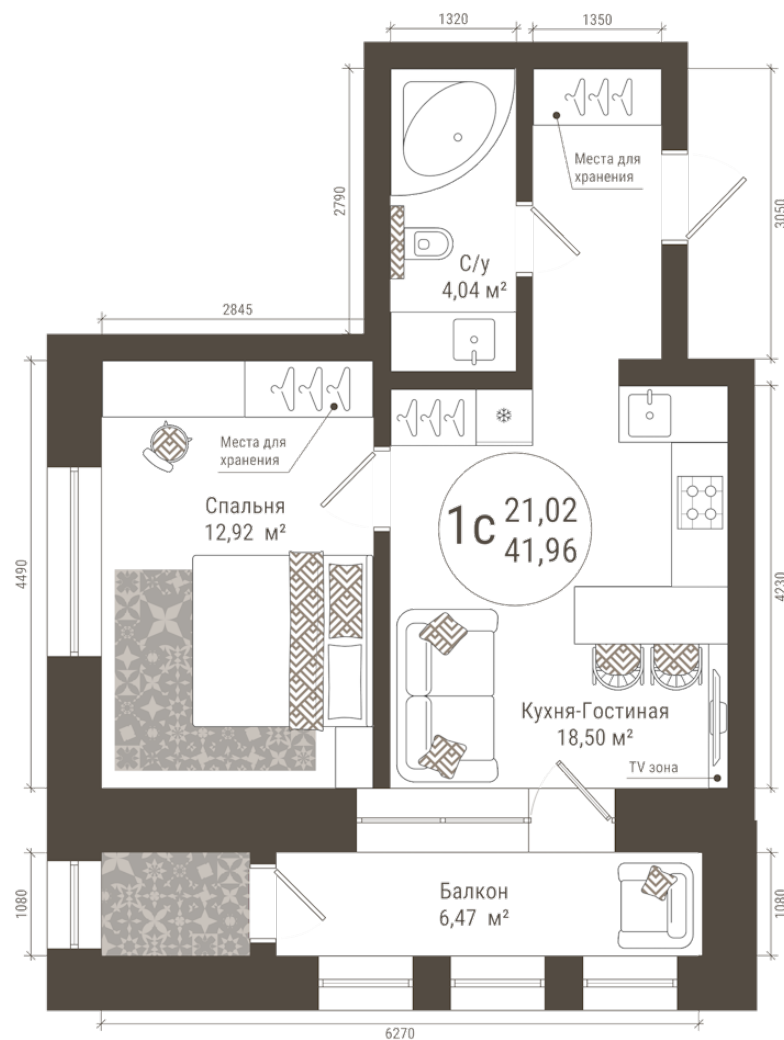 1320
1350
2790
3050
Места для
хранения
С/у
4,04 м²
2845
Места для
хранения
Спальня
12,92 м²
1с
21,02
41,96
4490
4230
Кухня-Гостиная
18,50 м²
TV зона
1080
Балкон
6,47 м²
1080
6270